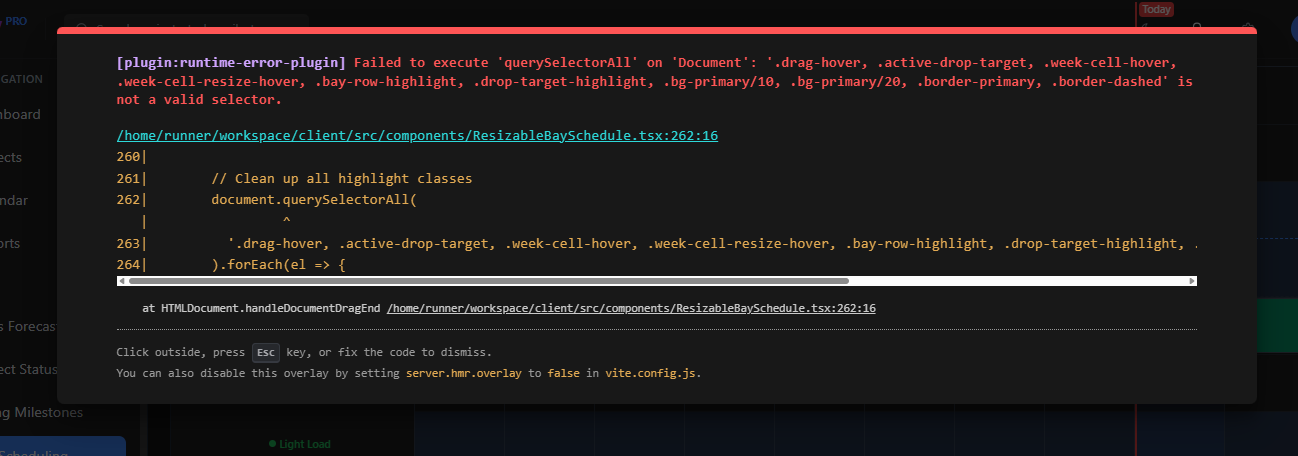 PRO
Today
GATION
[plugin:runtime-error-plugin] Failed to execute 'querySelectorAll' on 'Document': '.drag-hover, .active-drop-target, .week-cell-hover,
.week-cell-resize-hover, .bay-row-highlight, .drop-target-highlight, .bg-primary/10, .bg-primary/20, .border-primary, .border-dashed' is
not a valid selector.
/home/runner/workspace/client/src/components/ResizableBaySchedule.tsx:262:16
260|
261|        // Clean up all highlight classes
262|        document.querySelectorAll(
   |                 ^
263|          '.drag-hover, .active-drop-target, .week-cell-hover, .week-cell-resize-hover, .bay-row-highlight, .drop-target-highlight, .
264|        ).forEach(el => {
at HTMLDocument.handleDocumentDragEnd /home/runner/workspace/client/src/components/ResizableBaySchedule.tsx:262:16
Click outside, press Esc key, or fix the code to dismiss.
You can also disable this overlay by setting server.hmr.overlay to false in vite.config.js.
hboard
ects
ndar
orts
s Forecast
ect Status
ng Milestones
Scheduling
Light Load